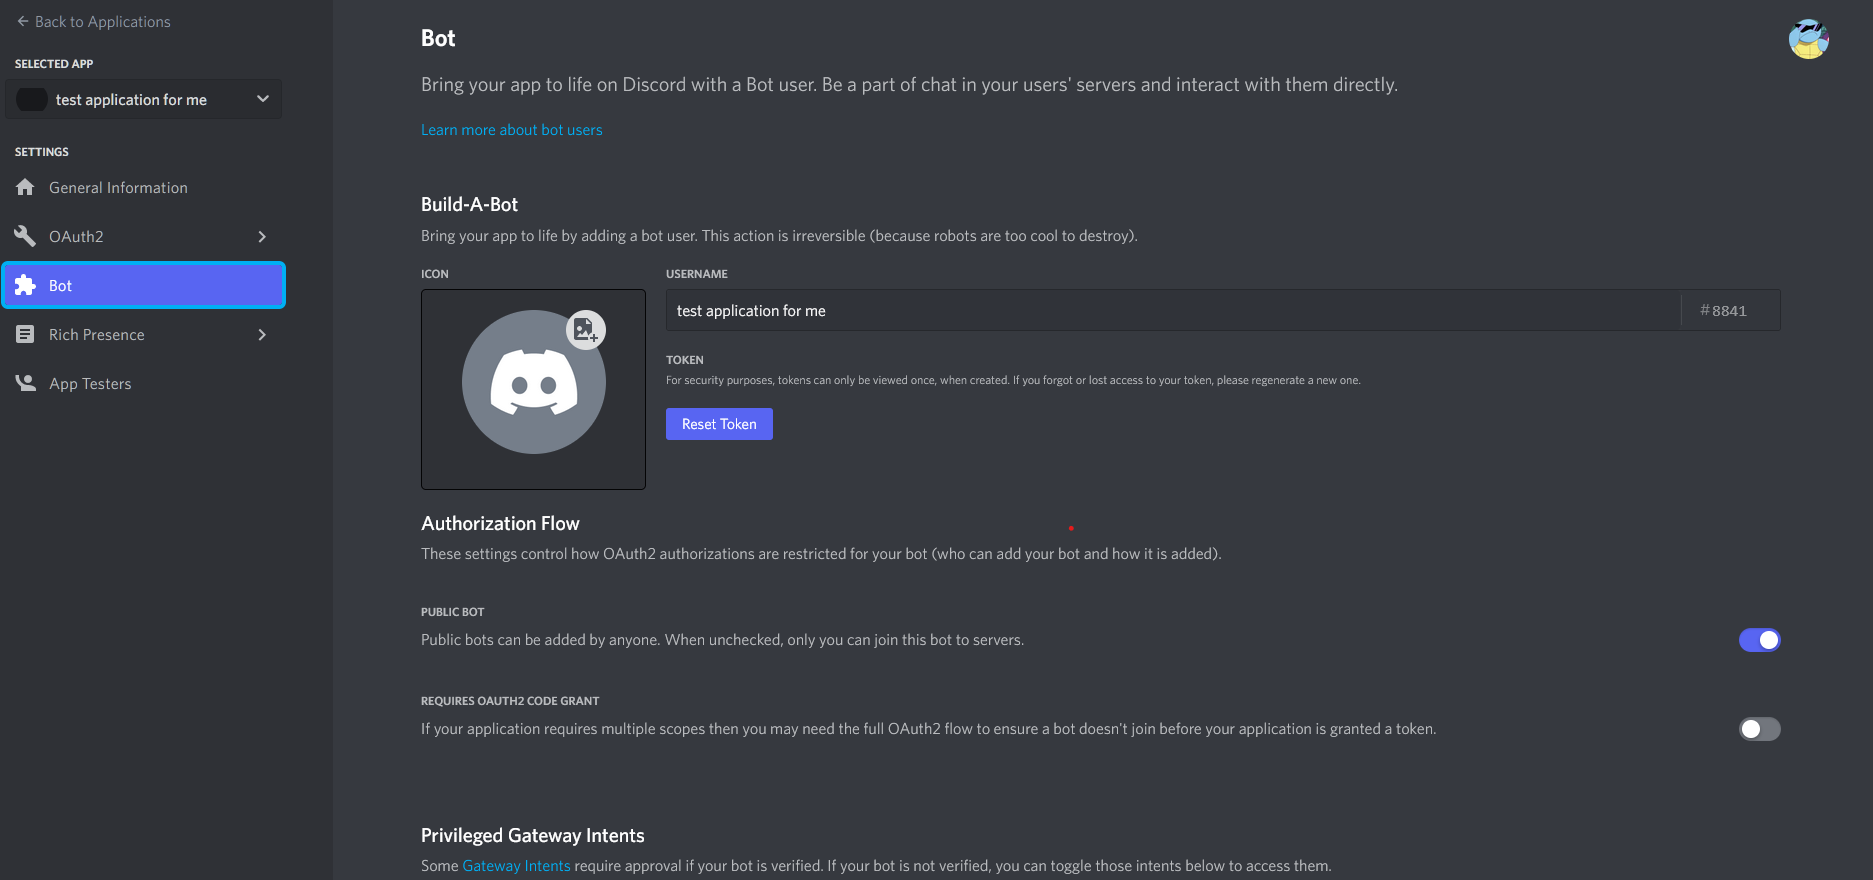 Back to Applications
SELECTED APP
test application for me
SETTINGS
General Information
OAuth2
Bot
Rich Presence
App Testers
Bot
Bring your app to life on Discord with a Bot user. Be a part of chat in your users' servers and interact with them directly.
Learn more about bot users
Build-A-Bot
Bring your app to life by adding a bot user. This action is irreversible (because robots are too cool to destroy).
ICON
USERNAME
test application for me #8841
TOKEN
For security purposes, tokens can only be viewed once, when created. If you forgot or lost access to your token, please regenerate a new one.
Reset Token
Authorization Flow
These settings control how OAuth2 authorizations are restricted for your bot (who can add your bot and how it is added).
PUBLIC BOT
Public bots can be added by anyone. When unchecked, only you can join this bot to servers.
REQUIRES OAUTH2 CODE GRANT
If your application requires multiple scopes then you may need the full OAuth2 flow to ensure a bot doesn't join before your application is granted a token.
Privileged Gateway Intents
Some Gateway Intents require approval if your bot is verified. If your bot is not verified, you can toggle those intents below to access them.